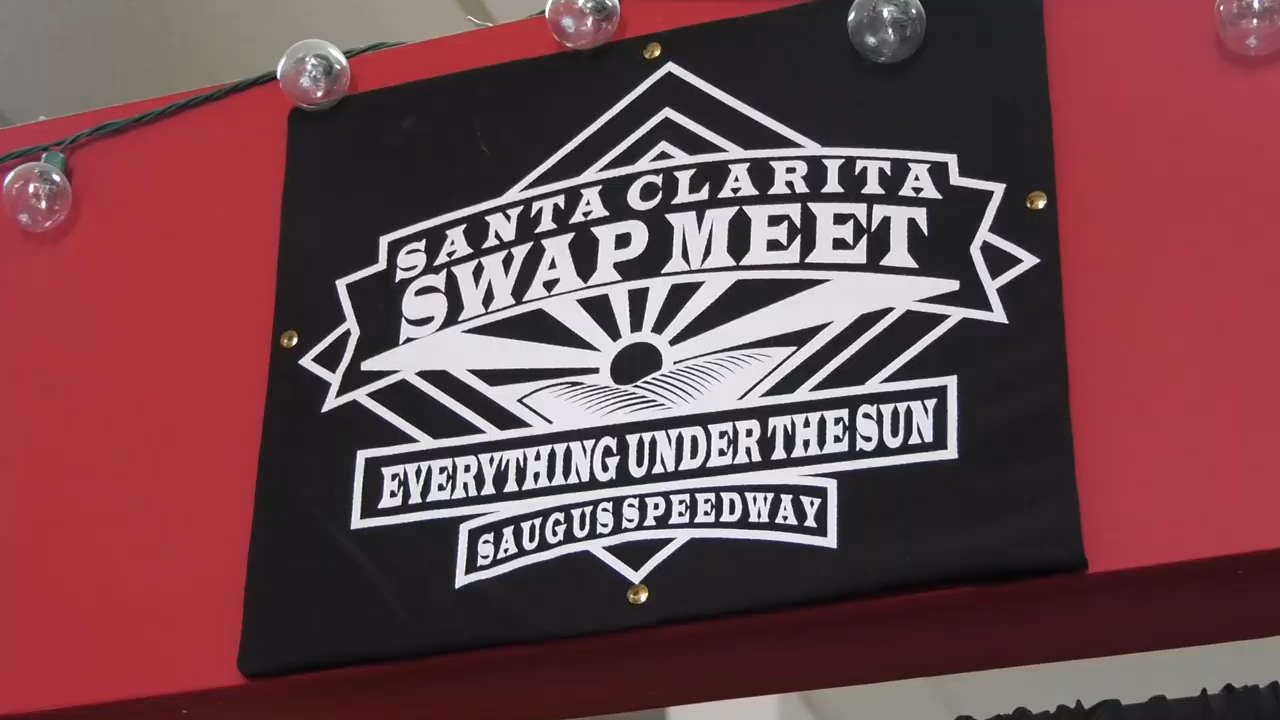 SANTA CLARITA
SWAP MEET
EVERYTHING UNDER THE SUN
SAUGUS SPEEDWAY